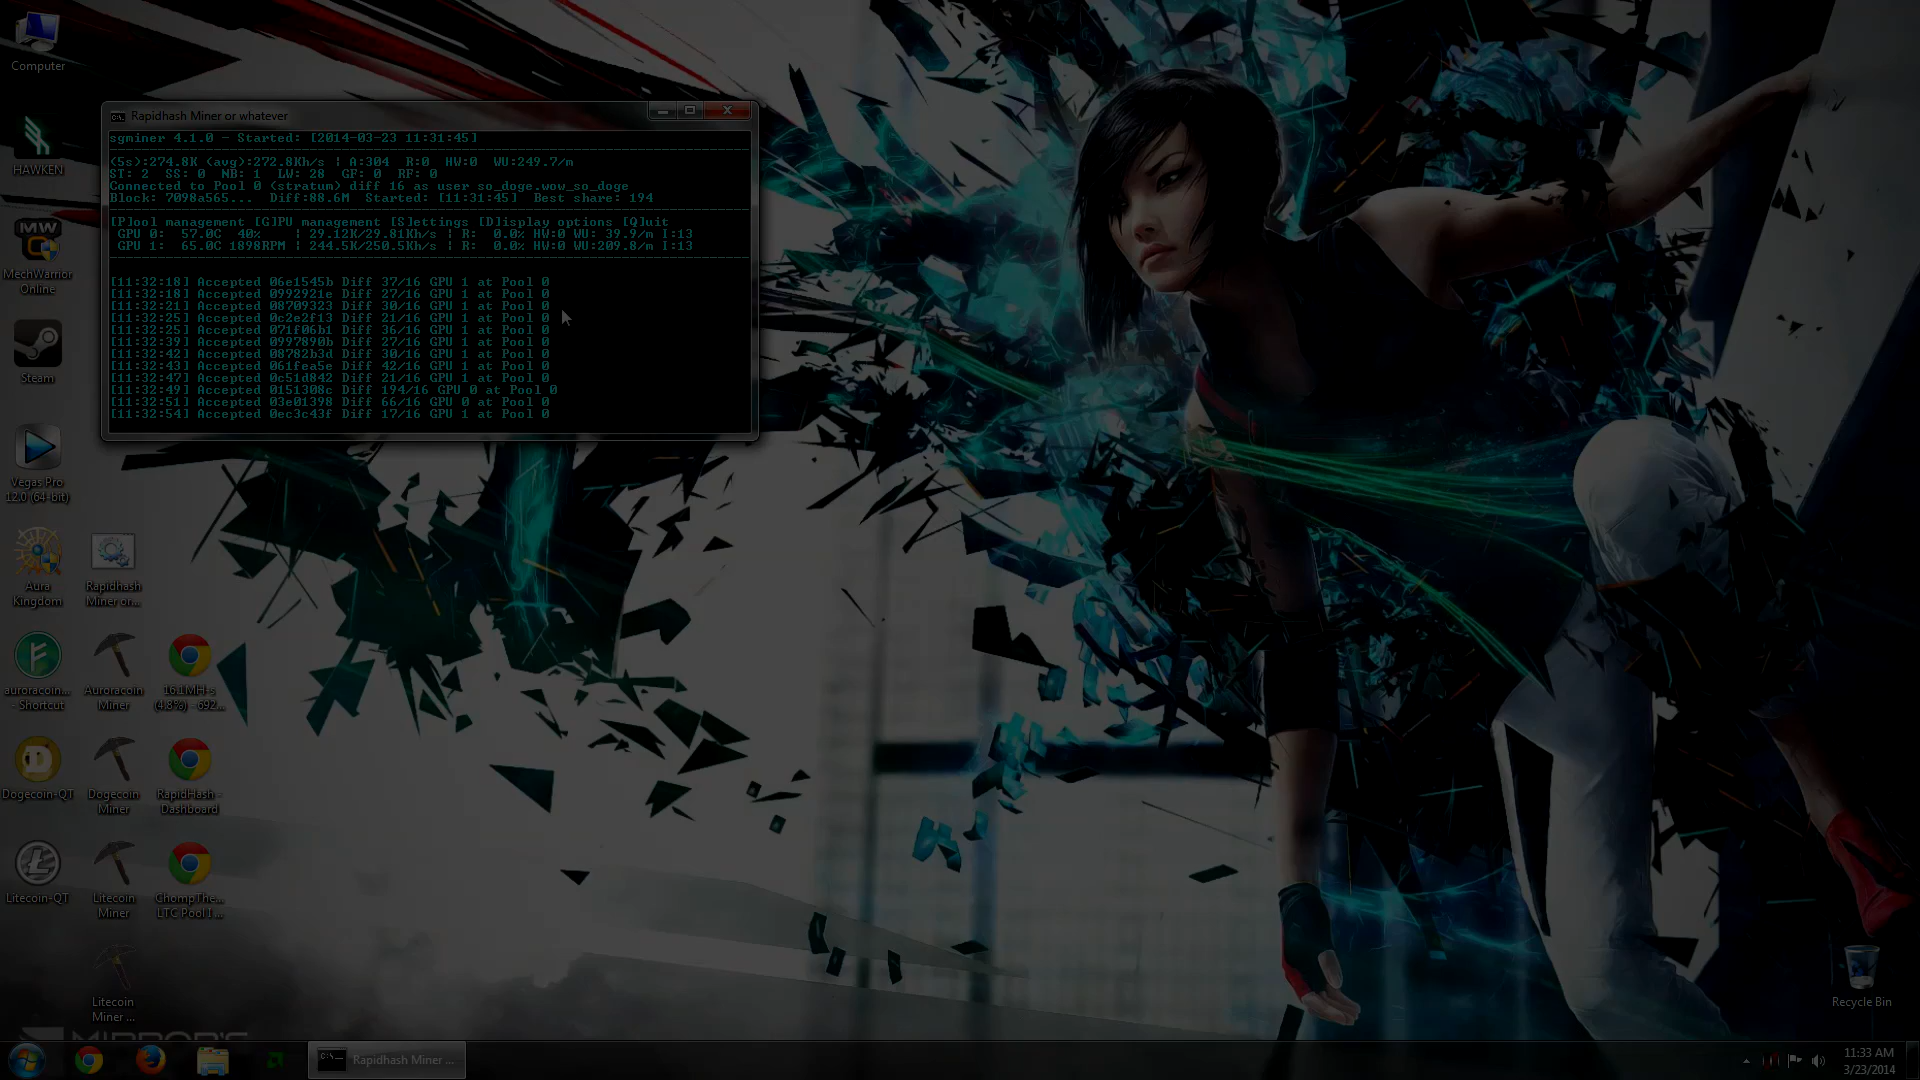 Computer
HAWKEN
MechWarrior
Online
Steam
Vegas Pro
12.0 (64-bit)
Aura
Kingdom
Rapidhash
Miner or...
auroracoin...
- Shortcut
Auroracoin
Miner
16.1MH-s
(4.8%) - 692...
Dogecoin-QT
Dogecoin
Miner
RapidHash -
Dashboard
Litecoin-QT
Litecoin
Miner
ChompThe...
LTC Pool I ...
Litecoin
Miner ...
Rapidhash Miner or whatever
sgminer 4.1.0 - Started: [2014-03-23 11:31:45]
(5s):274.8K (avg):272.8Kh/s | A:304 R:0 HW:0 WU:249.7/m
ST: 2 SS: 0 NB: 1 LW: 28 GF: 0 RF: 0
Connected to Pool 0 (stratum) diff 16 as user so_doge.wow_so_doge
Block: 7098a565... Diff:88.6M Started: [11:31:45] Best share: 194
[P]ool management [G]PU management [S]ettings [D]isplay options [Q]uit
GPU 0: 57.0C 40% | 29.12K/29.81Kh/s | R: 0.0% HW:0 WU: 39.9/m I:13
GPU 1: 65.0C 1898RPM | 244.5K/250.5Kh/s | R: 0.0% HW:0 WU:209.8/m I:13
[11:32:18] Accepted 06e1545b Diff 37/16 GPU 1 at Pool 0
[11:32:18] Accepted 0992921e Diff 27/16 GPU 1 at Pool 0
[11:32:21] Accepted 08709323 Diff 30/16 GPU 1 at Pool 0
[11:32:25] Accepted 0c2e2f13 Diff 21/16 GPU 1 at Pool 0
[11:32:25] Accepted 071f06b1 Diff 36/16 GPU 1 at Pool 0
[11:32:39] Accepted 0997890b Diff 27/16 GPU 1 at Pool 0
[11:32:42] Accepted 08782b3d Diff 30/16 GPU 1 at Pool 0
[11:32:43] Accepted 061fea5e Diff 42/16 GPU 1 at Pool 0
[11:32:47] Accepted 0c51d842 Diff 21/16 GPU 1 at Pool 0
[11:32:49] Accepted 0151308c Diff 194/16 GPU 0 at Pool 0
[11:32:51] Accepted 03e01398 Diff 66/16 GPU 0 at Pool 0
[11:32:54] Accepted 0ec3c43f Diff 17/16 GPU 1 at Pool 0
Recycle Bin
MIRROR'S
Rapidhash Miner ...
11:33 AM
3/23/2014